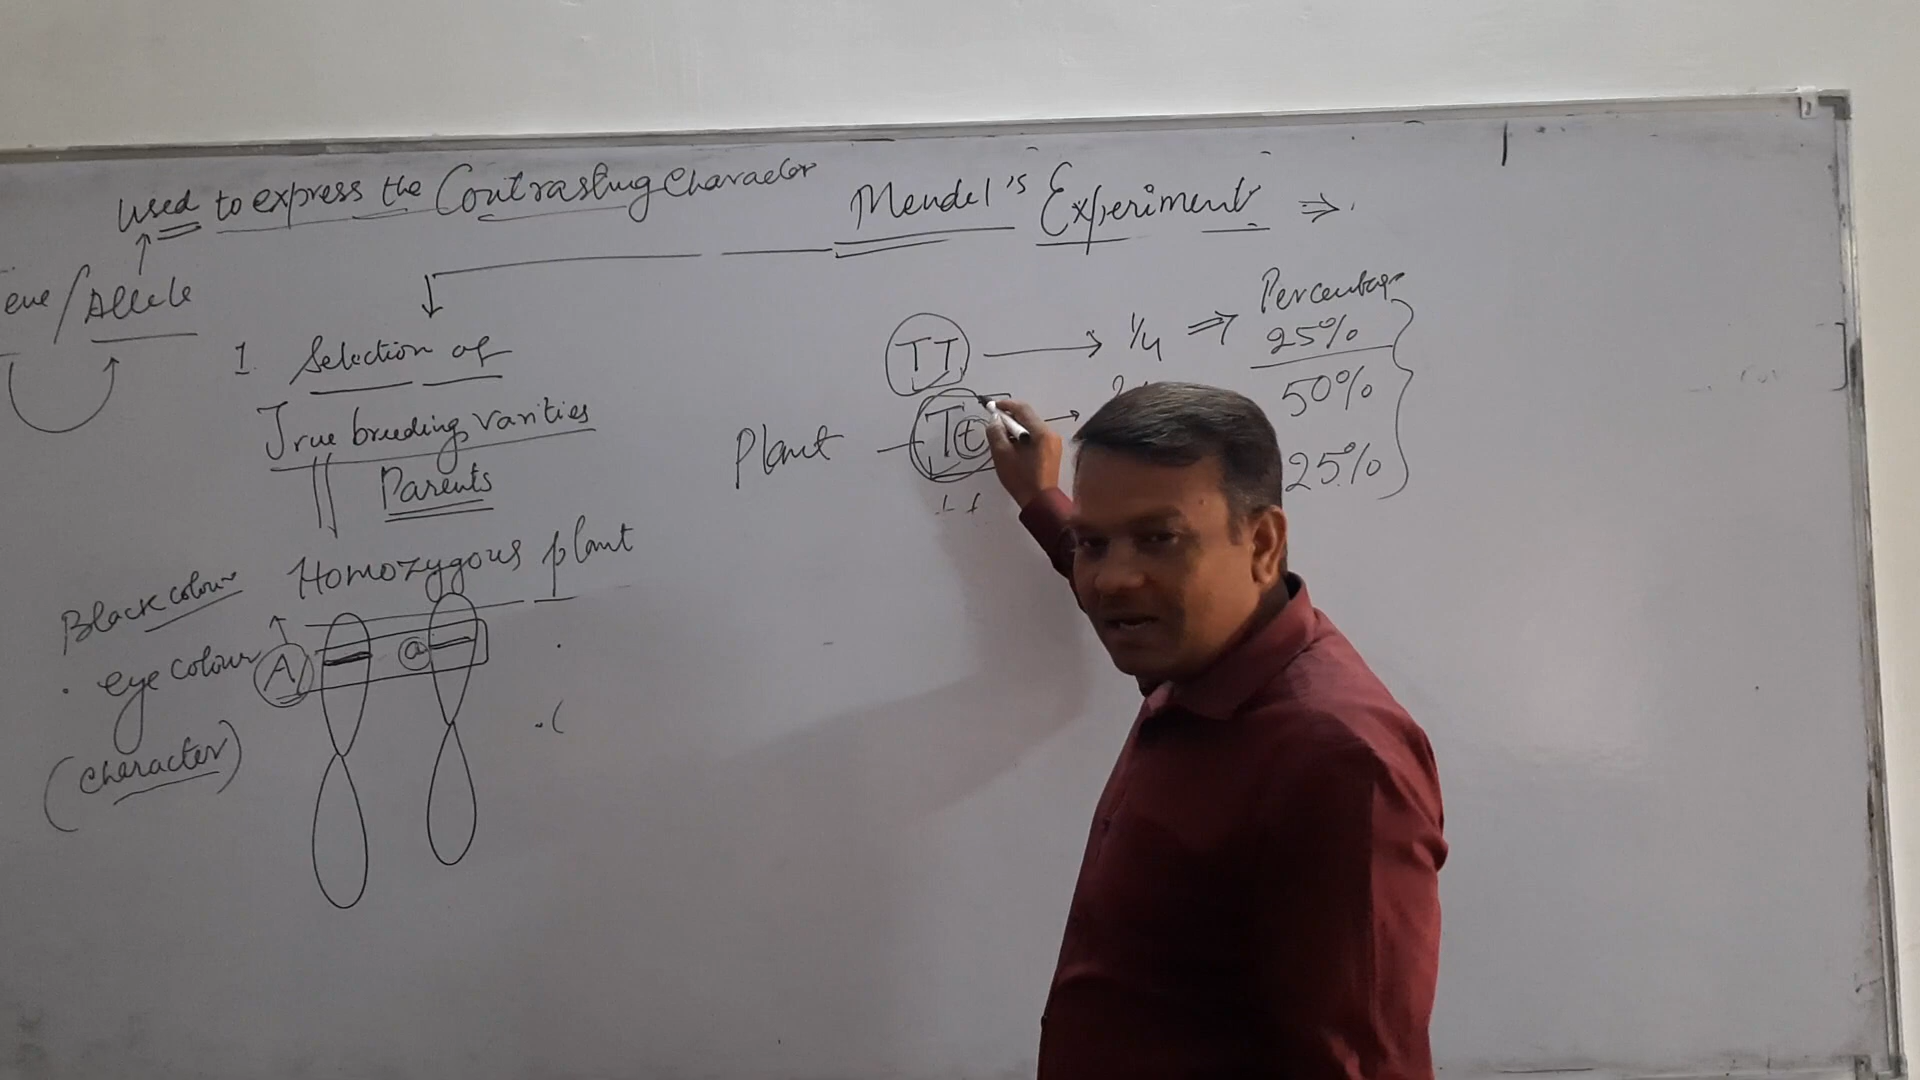 used to express the Contrasting Character
Mendel's Experiment ⇒
ene / Allele
1. Selection of
True breeding varities
Parents
Homozygous plant
Black colour
• eye colour
A
a
(character)
Percentage
TT → 1/4 ⇒ 25%
Plant — Tt → 50%
25%